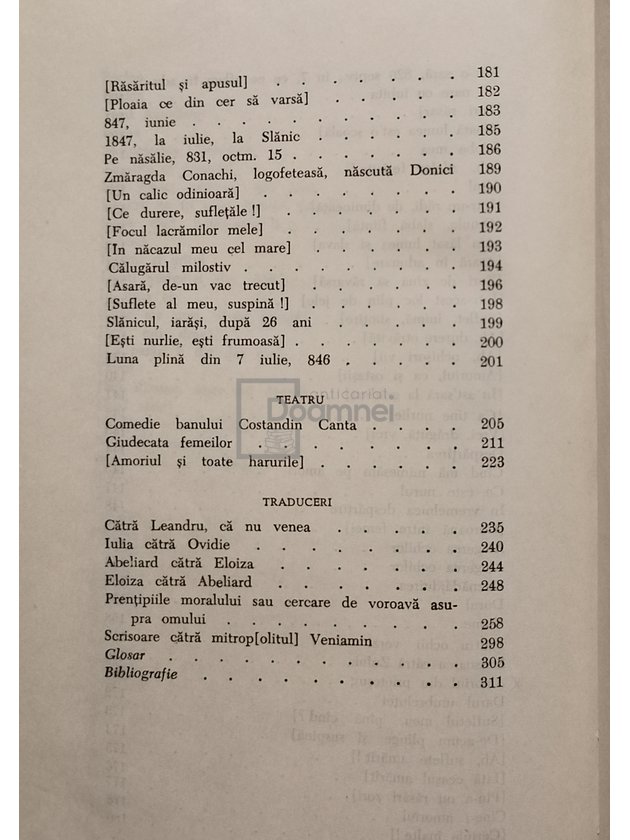 [Răsăritul și apusul] . . . . . . . . 181
[Ploaia ce din cer să varsă] . . . . . . 182
847, iunie . . . . . . . . . . . 183
1847, la iulie, la Slănic . . . . . . 185
Pe năsălie, 831, octm. 15 . . . . . . . 186
Zmăragda Conachi, logofeteasă, născută Donici 189
[Un calic odinioară] . . . . . . . . 190
[Ce durere, sufletăle !] . . . . . . . 191
[Focul lacrămilor mele] . . . . . . . 192
[In năcazul meu cel mare] . . . . . . 193
Călugărul milostiv . . . . . . . . . 194
[Asară, de-un vac trecut] . . . . . . . 196
[Suflete al meu, suspină !] . . . . . . 198
Slănicul, iarăși, după 26 ani . . . . . 199
[Ești nurlie, ești frumoasă] . . . . . . . 200
Luna plină din 7 iulie, 846 . . . . . 201
TEATRU
anticariat
Doamnei
Comedie banului Costandin Canta . . . . 205
Giudecata femeilor . . . . . . . . 211
[Amoriul și toate harurile] . . . . . . 223
TRADUCERI
Cătră Leandru, că nu venea . . . . . 235
Iulia cătră Ovidie . . . . . . . . 240
Abeliard cătră Eloiza . . . . . . . 244
Eloiza cătră Abeliard . . . . . . . 248
Prențipiile moralului sau cercare de voroavă asu-
pra omului . . . . . . . . . . 258
Scrisoare cătră mitrop[olitul] Veniamin 298
Glosar . . . . . . . . . . . . 305
Bibliografie . . . . . . . . . . 311